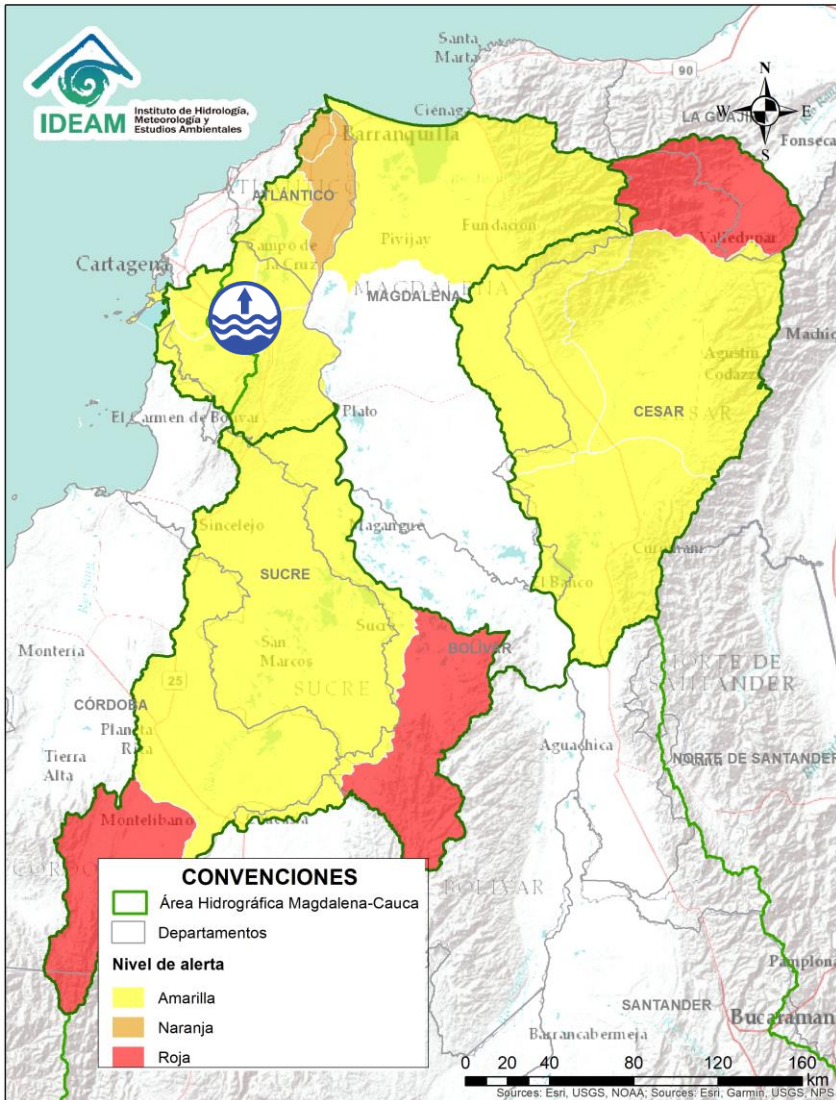 IDEAM
Instituto de Hidrología,
Meteorología y
Estudios Ambientales
Santa
Marta
90
N
W
E
S
LA GUAJI
Fonseca
Ciénaga
Barranquilla
ATLÁNTICO
Valledupar
Fundación
Pivijay
Campo de
la Cruz
Cartagena
MAGDALENA
MAGDALENA
Agustín
Codazzi
CESAR
El Carmen de Bolívar
Plato
Sincelejo
Magangue
SUCRE
El Banco
Sucre
San
Marcos
BOLÍVAR
SUCRE
Montería
25
CÓRDOBA
Planeta
Rica
Tierra
Alta
NORTE DE
SANTANDER
Aguachica
NORTE DE SANTANDER
Montelíbano
BOLÍVAR
CONVENCIONES
Área Hidrográfica Magdalena-Cauca
Departamentos
Nivel de alerta
Amarilla
Naranja
Roja
Pamplona
SANTANDER
Bucaraman
Barrancabermeja
0 20 40 80 120 160
km
Sources: Esri, USGS, NOAA; Sources: Esri, Garmin, USGS, NPS